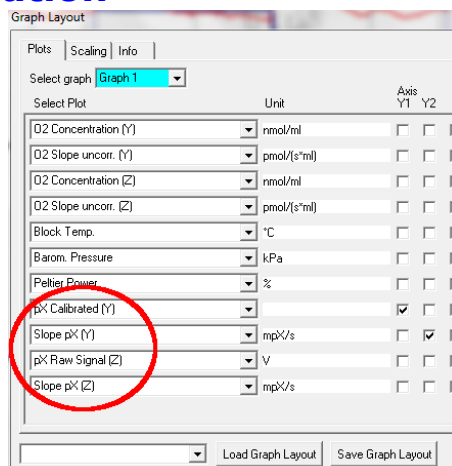 Graph Layout
Plots Scaling Info
Select graph Graph 1
Axis
Select Plot Unit Y1 Y2
O2 Concentration (Y) nmol/ml
O2 Slope uncorr. (Y) pmol/(s*ml)
O2 Concentration (Z) nmol/ml
O2 Slope uncorr. (Z) pmol/(s*ml)
Block Temp. °C
Barom. Pressure kPa
Peltier Power %
pX Calibrated (Y)
Slope pX (Y) mpX/s
pX Raw Signal (Z) V
Slope pX (Z) mpX/s
Load Graph Layout Save Graph Layout